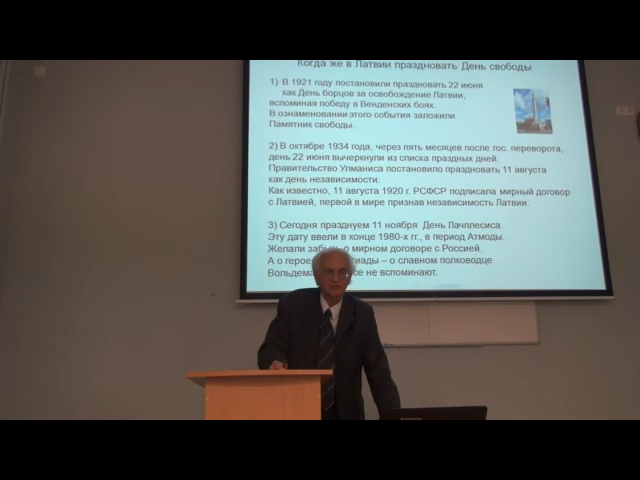 Когда же в Латвии праздновать День свободы
1) В 1921 году постановили праздновать 22 июня
как День борцов за освобождение Латвии,
вспоминая победу в Венденских боях.
В ознаменовании этого события заложили
Памятник свободы.
2) В октябре 1934 года, через пять месяцев после гос. переворота,
день 22 июня вычеркнули из списка праздных дней.
Правительство Улманиса постановило праздновать 11 августа
как день независимости.
Как известно, 11 августа 1920 г. РСФСР подписала мирный договор
с Латвией, первой в мире признав независимость Латвии.
3) Сегодня празднуем 11 ноября День Лачплесиса.
Эту дату ввели в конце 1980-х гг., в период Атмоды.
Желали забыть о мирном договоре с Россией.
А о герое – о славном полководце
не вспоминают.